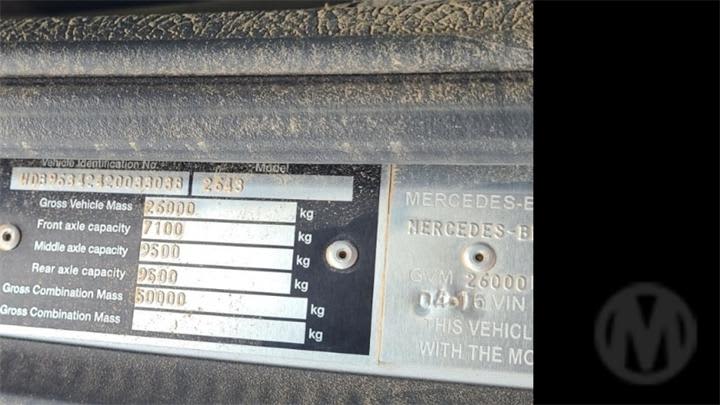 Vehicle Identification No. Model
WDB9634242008303B 2643
Gross Vehicle Mass 26000 kg
Front axle capacity 7100 kg
Middle axle capacity 9500 kg
Rear axle capacity 9500 kg
Gross Combination Mass 50000 kg
Gross Combination Mass kg
MERCEDES-B
MERCEDES-B
GVM 26000
04-16 VIN
THIS VEHICL
WITH THE MO
M